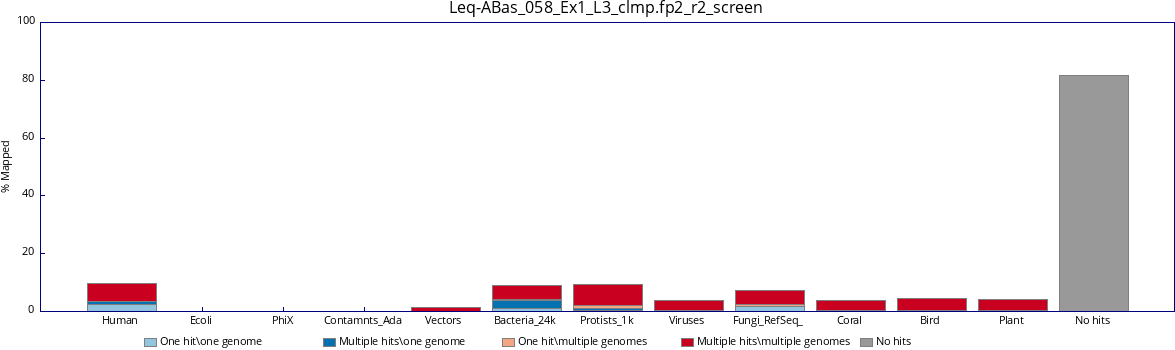 Leq-ABas_058_Ex1_L3_clmp.fp2_r2_screen
100
80
60
40
20
0
% Mapped
Human Ecoli PhiX Contamnts_Ada Vectors Bacteria_24k Protists_1k Viruses Fungi_RefSeq_ Coral Bird Plant No hits
One hit\one genome Multiple hits\one genome One hit\multiple genomes Multiple hits\multiple genomes No hits